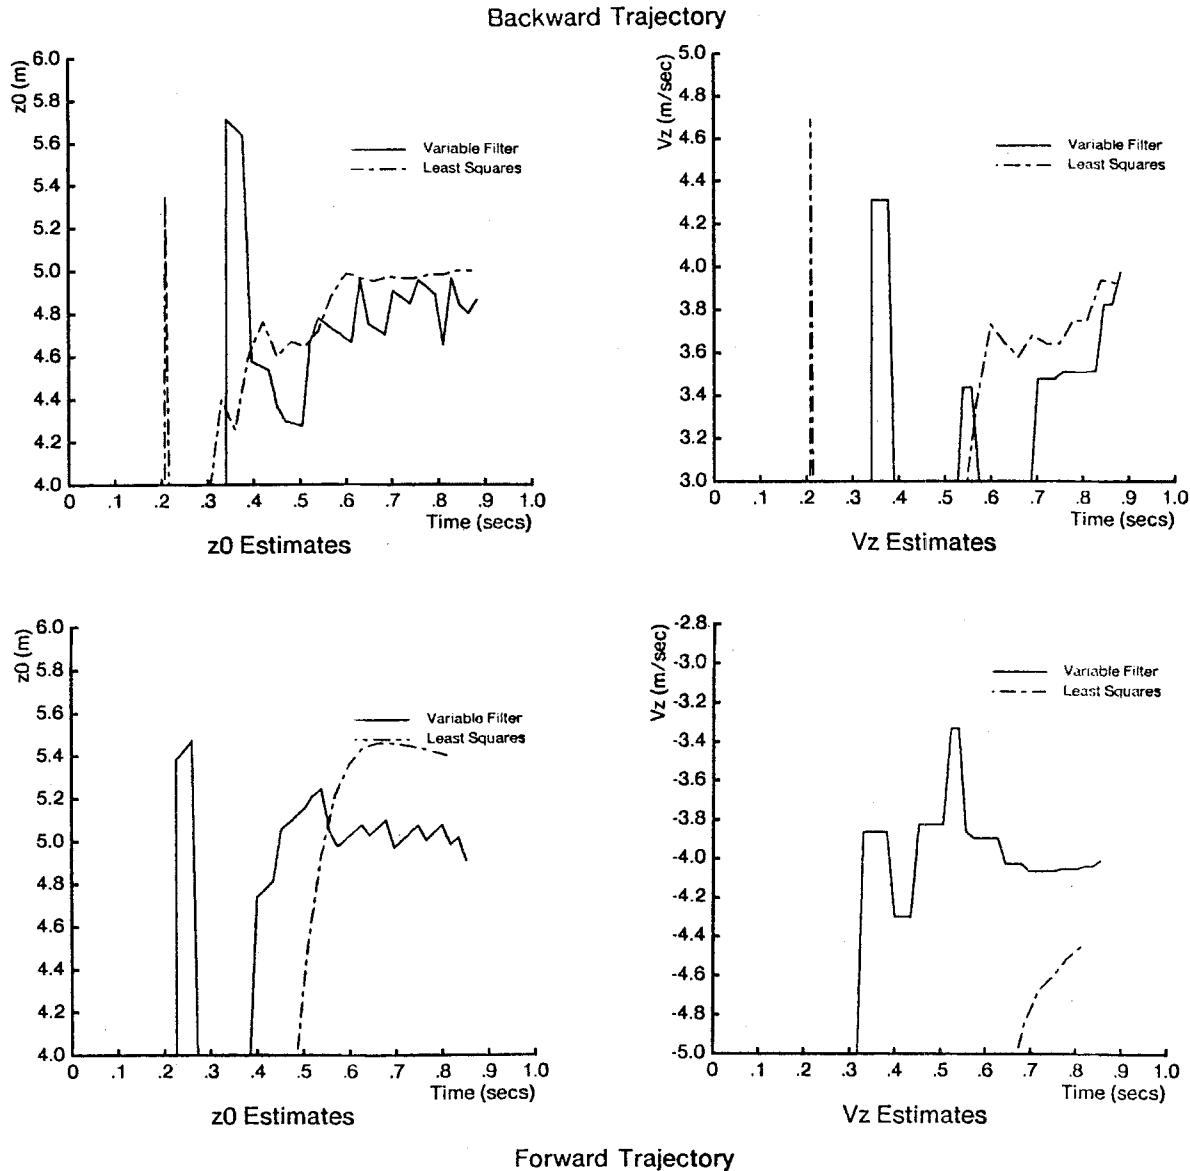 Backward Trajectory
z0 (m)
6.0
5.8
5.6
5.4
5.2
5.0
4.8
4.6
4.4
4.2
4.0
0 .1 .2 .3 .4 .5 .6 .7 .8 .9 1.0
Time (secs)
Variable Filter
Least Squares
z0 Estimates
Vz (m/sec)
5.0
4.8
4.6
4.4
4.2
4.0
3.8
3.6
3.4
3.2
3.0
0 .1 .2 .3 .4 .5 .6 .7 .8 .9 1.0
Time (secs)
Variable Filter
Least Squares
Vz Estimates
z0 (m)
6.0
5.8
5.6
5.4
5.2
5.0
4.8
4.6
4.4
4.2
4.0
0 .1 .2 .3 .4 .5 .6 .7 .8 .9 1.0
Time (secs)
Variable Filter
Least Squares
z0 Estimates
Vz (m/sec)
-2.8
-3.0
-3.2
-3.4
-3.6
-3.8
-4.0
-4.2
-4.4
-4.6
-4.8
-5.0
0 .1 .2 .3 .4 .5 .6 .7 .8 .9 1.0
Time (secs)
Variable Filter
Least Squares
Vz Estimates
Forward Trajectory